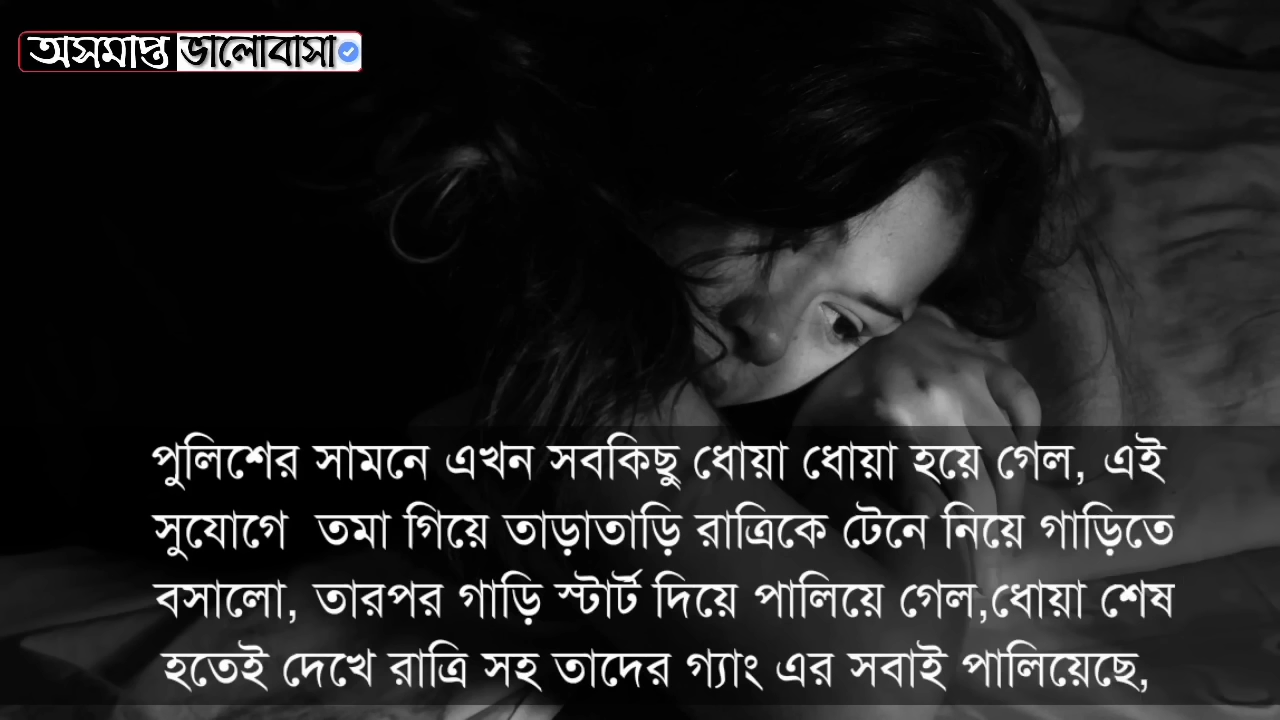 অসমাপ্ত ভালোবাসা
পুলিশের সামনে এখন সবকিছু ধোয়া ধোয়া হয়ে গেল, এই
সুযোগে তমা গিয়ে তাড়াতাড়ি রাত্রিকে টেনে নিয়ে গাড়িতে
বসালো, তারপর গাড়ি স্টার্ট দিয়ে পালিয়ে গেল,ধোয়া শেষ
হতেই দেখে রাত্রি সহ তাদের গ্যাং এর সবাই পালিয়েছে,